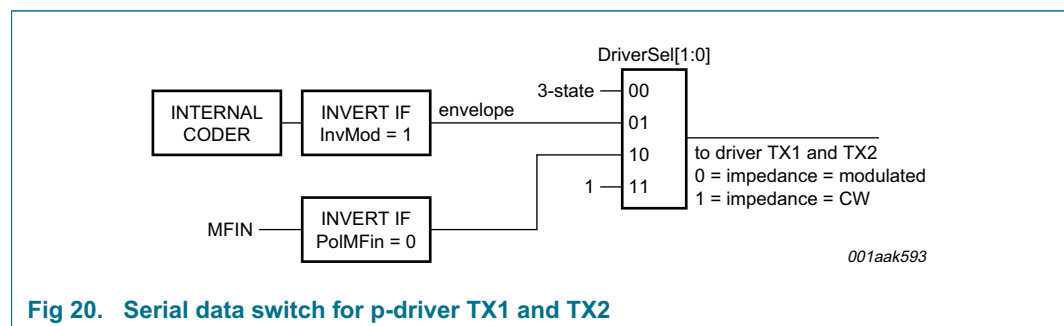 DriverSel[1:0]
3-state
00
INTERNAL
CODER
INVERT IF
InvMod = 1
envelope
01
10
to driver TX1 and TX2
0 = impedance = modulated
1 = impedance = CW
1
11
MFIN
INVERT IF
PolMFin = 0
001aak593
Fig 20. Serial data switch for p-driver TX1 and TX2